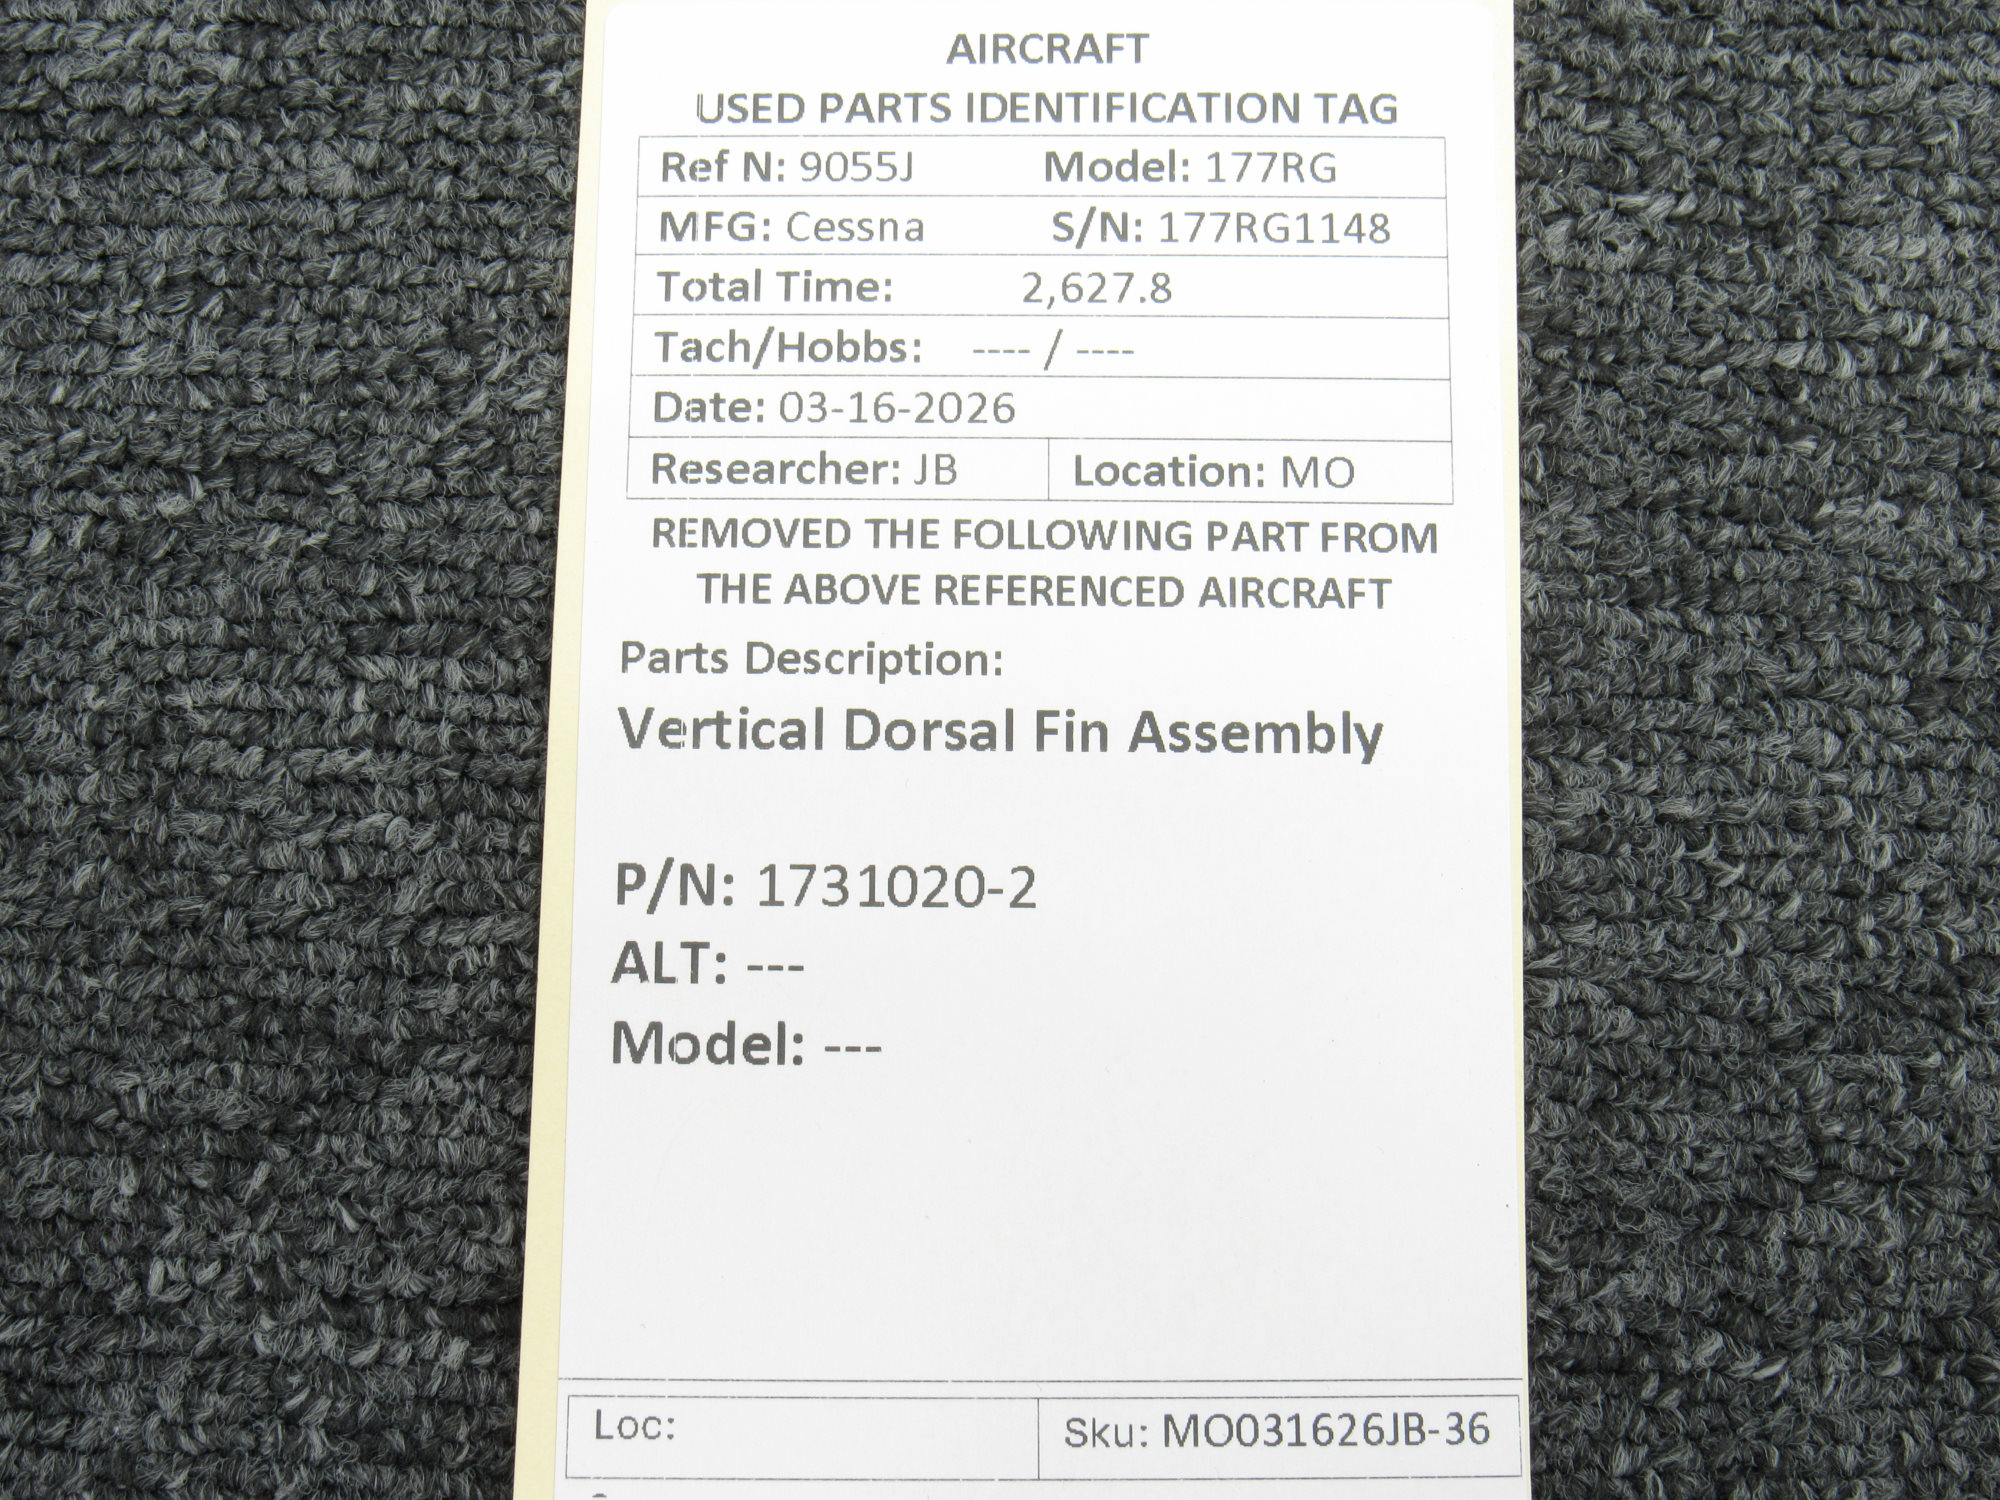 AIRCRAFT
USED PARTS IDENTIFICATION TAG
Ref N: 9055J Model: 177RG
MFG: Cessna S/N: 177RG1148
Total Time: 2,627.8
Tach/Hobbs: ---- / ----
Date: 03-16-2026
Researcher: JB Location: MO
REMOVED THE FOLLOWING PART FROM
THE ABOVE REFERENCED AIRCRAFT
Parts Description:
Vertical Dorsal Fin Assembly
P/N: 1731020-2
ALT: ---
Model: ---
Loc: Sku: MO031626JB-36